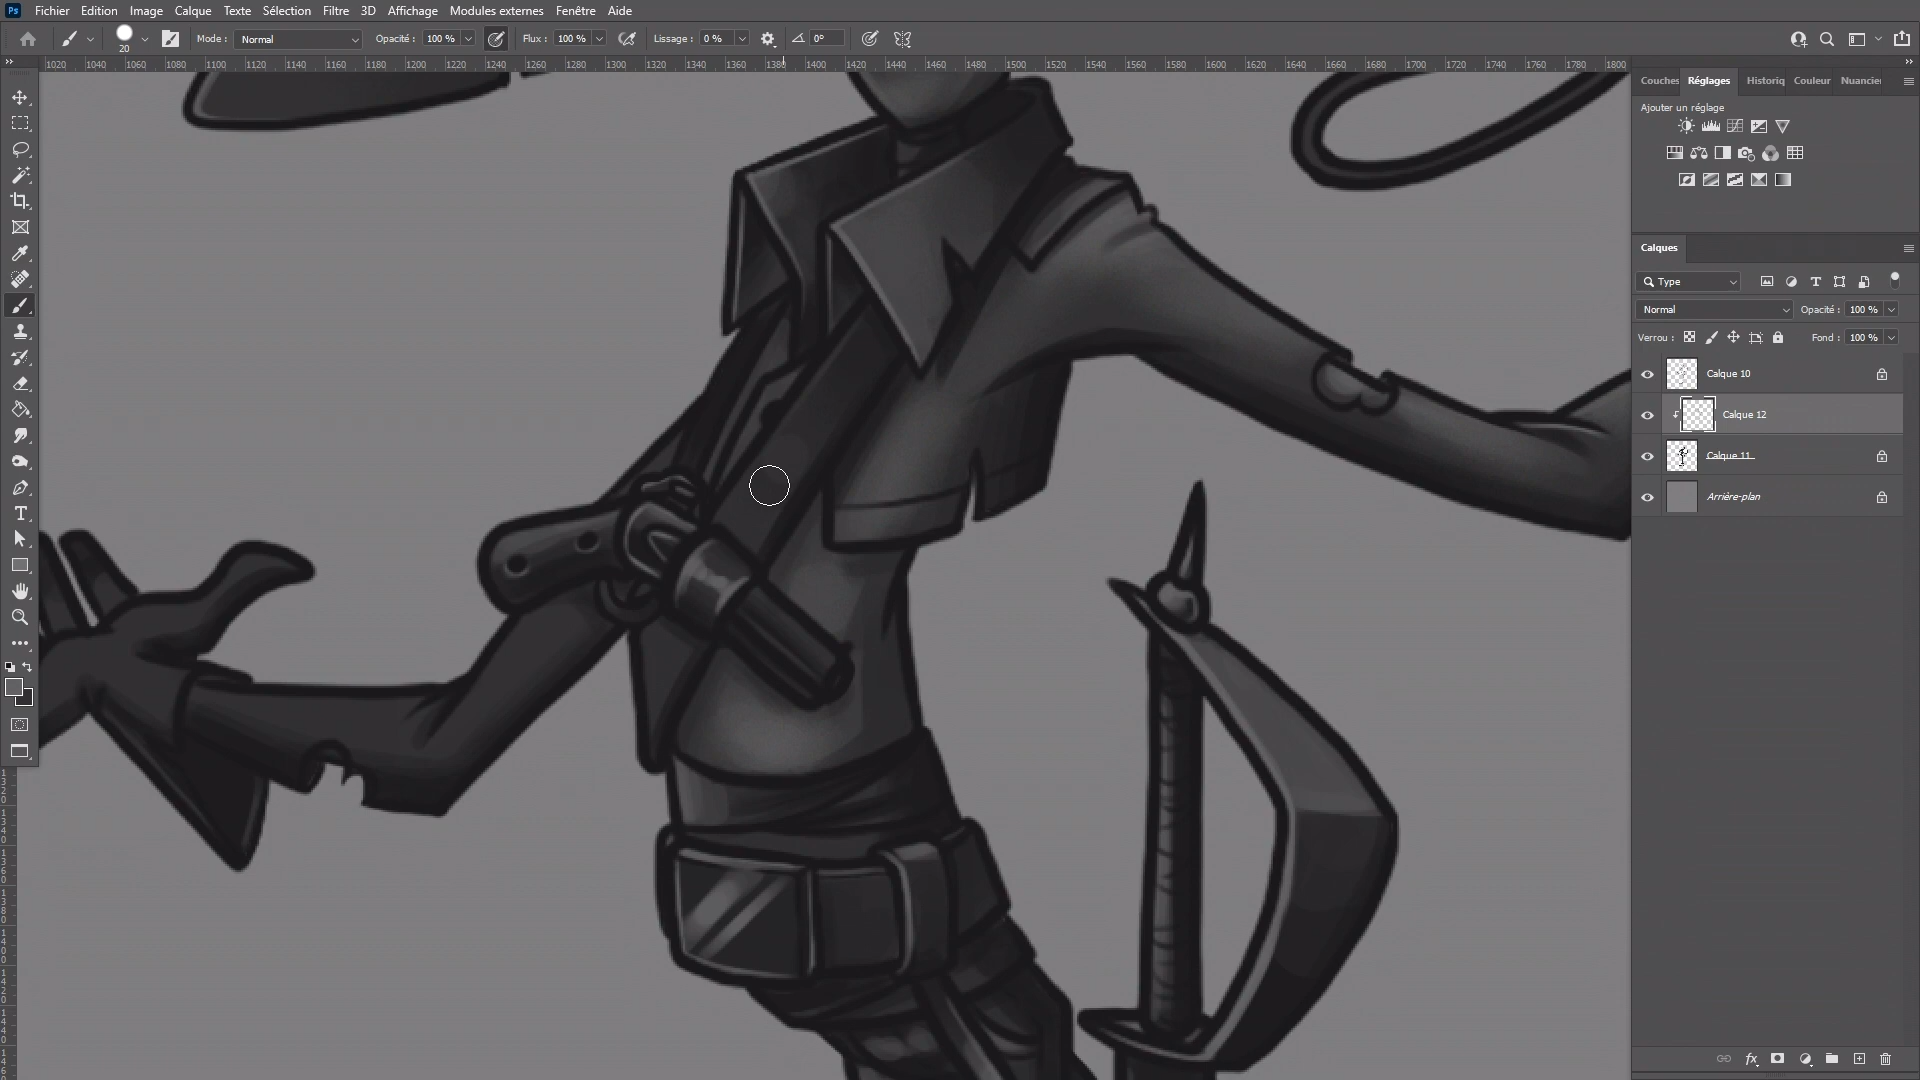 Ps Fichier Edition Image Calque Texte Sélection Filtre 3D Affichage Modules externes Fenêtre Aide
20 Mode : Normal Opacité : 100 % Flux : 100 % Lissage : 0 % 0°
1020 1040 1060 1080 1100 1120 1140 1160 1180 1200 1220 1240 1260 1280 1300 1320 1340 1360 1380 1400 1420 1440 1460 1480 1500 1520 1540 1560 1580 1600 1620 1640 1660 1680 1700 1720 1740 1760 1780 1800
Couches Réglages Historiq Couleur Nuancier
Ajouter un réglage
Calques
Type
Normal Opacité : 100 %
Verrou : Fond : 100 %
Calque 10
Calque 12
Calque 11
Arrière-plan
fx